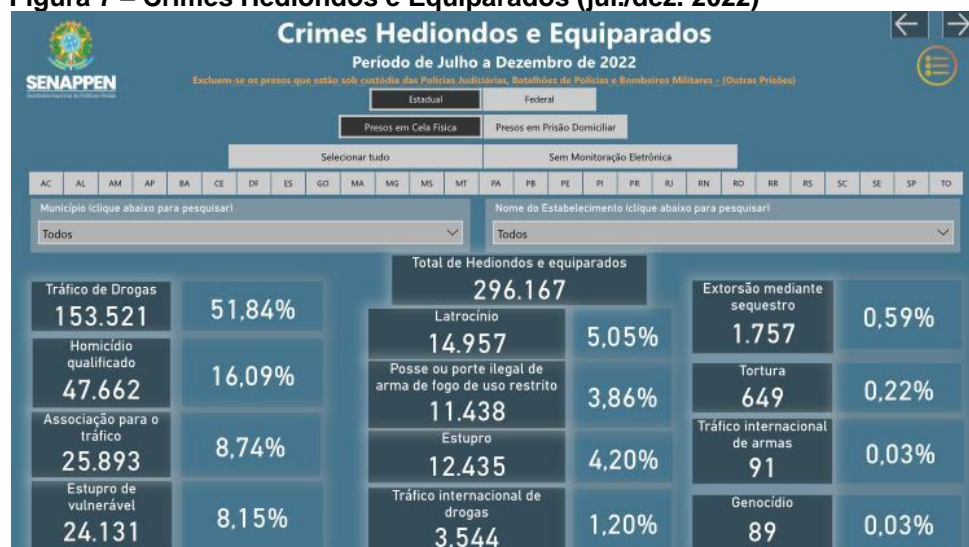 Figura 7 – Crimes Hediondos e Equiparados (jul./dez. 2022)
Crimes Hediondos e Equiparados
Período de Julho a Dezembro de 2022
Excluem-se os presos que estão sob custódia das Polícias Judiciárias, Batalhões de Polícias e Bombeiros Militares - (Outras Prisões)
SENAPPEN
Estadual
Federal
Presos em Cela Física
Presos em Prisão Domiciliar
Selecionar tudo
Sem Monitoração Eletrônica
AC AL AM AP BA CE DF ES GO MA MG MS MT PA PB PE PI PR RJ RN RO RR RS SC SE SP TO
Município (clique abaixo para pesquisar)
Todos
Nome do Estabelecimento (clique abaixo para pesquisar)
Todos
Total de Hediondos e equiparados
296.167
Tráfico de Drogas
153.521
51,84%
Homicídio
qualificado
47.662
16,09%
Associação para o
tráfico
25.893
8,74%
Estupro de
vulnerável
24.131
8,15%
Latrocínio
14.957
5,05%
Posse ou porte ilegal de
arma de fogo de uso restrito
11.438
3,86%
Estupro
12.435
4,20%
Tráfico internacional de
drogas
3.544
1,20%
Extorsão mediante
sequestro
1.757
0,59%
Tortura
649
0,22%
Tráfico internacional
de armas
91
0,03%
Genocídio
89
0,03%